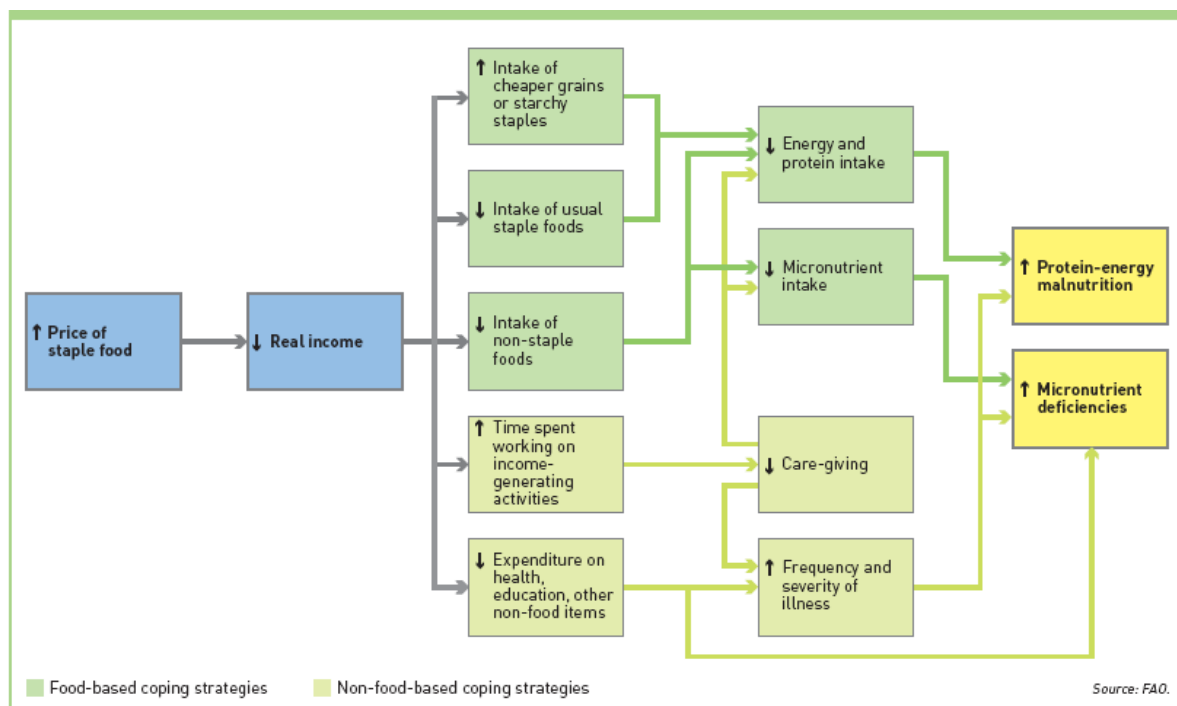 ↑ Intake of
cheaper grains
or starchy
staples
↓ Intake of usual
staple foods
↑ Price of
staple food
↓ Real income
↓ Intake of
non-staple
foods
↑ Time spent
working on
income-
generating
activities
↓ Expenditure on
health,
education, other
non-food items
↓ Energy and
protein intake
↓ Micronutrient
intake
↓ Care-giving
↑ Frequency and
severity of
illness
↑ Protein-energy
malnutrition
↑ Micronutrient
deficiencies
Food-based coping strategies
Non-food-based coping strategies
Source: FAO.